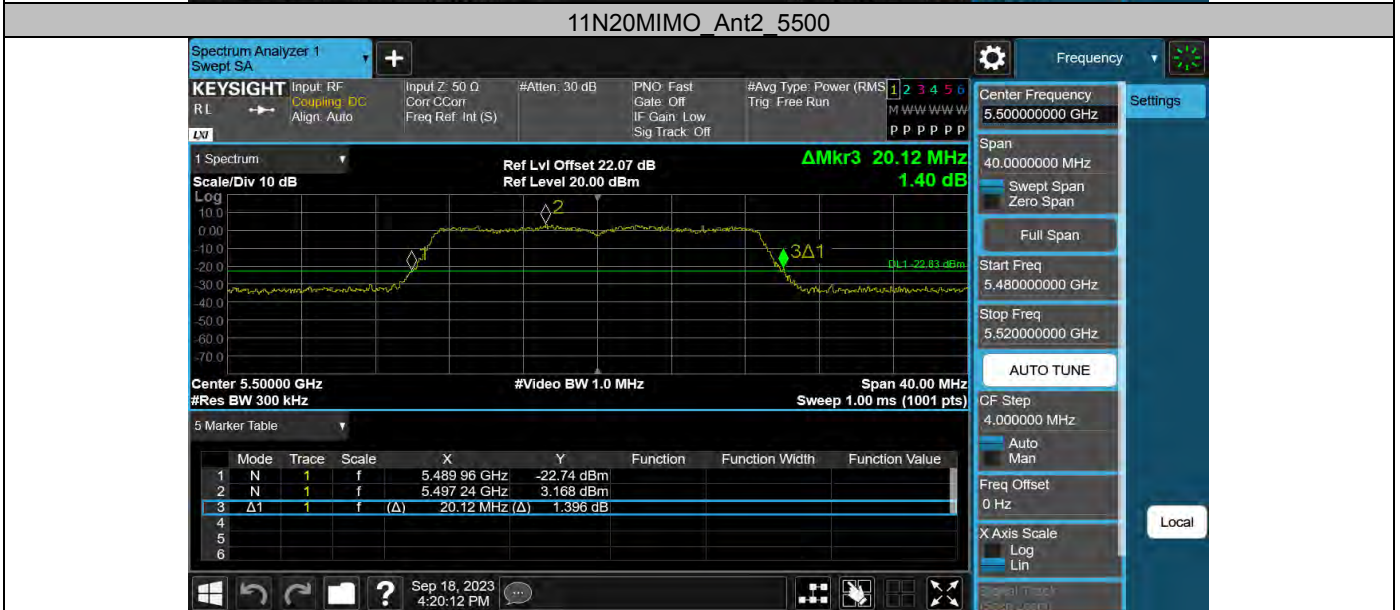 11N20MIMO_Ant2_5500
Spectrum Analyzer 1
Swept SA
+
Frequency
KEYSIGHT
RL
LXI
Input: RF
Coupling: DC
Align: Auto
Input Z: 50 Ω
Corr CCorr
Freq Ref: Int (S)
#Atten: 30 dB
PNO: Fast
Gate: Off
IF Gain: Low
Sig Track: Off
#Avg Type: Power (RMS
Trig: Free Run
1 2 3 4 5 6
M W W W W W
P P P P P P
1 Spectrum
Scale/Div 10 dB
Log
Ref Lvl Offset 22.07 dB
Ref Level 20.00 dBm
ΔMkr3 20.12 MHz
1.40 dB
10.0
0.00
-10.0
-20.0
-30.0
-40.0
-50.0
-60.0
-70.0
1
2
3Δ1
DL1 -22.83 dBm
Center 5.50000 GHz
#Video BW 1.0 MHz
Span 40.00 MHz
#Res BW 300 kHz
Sweep 1.00 ms (1001 pts)
5 Marker Table
Mode Trace Scale X Y Function Function Width Function Value
1 N 1 f 5.489 96 GHz -22.74 dBm
2 N 1 f 5.497 24 GHz 3.168 dBm
3 Δ1 1 f (Δ) 20.12 MHz (Δ) 1.396 dB
4
5
6
?
Sep 18, 2023
4:20:12 PM
Center Frequency
5.500000000 GHz
Settings
Span
40.0000000 MHz
Swept Span
Zero Span
Full Span
Start Freq
5.480000000 GHz
Stop Freq
5.520000000 GHz
AUTO TUNE
CF Step
4.000000 MHz
Auto
Man
Freq Offset
0 Hz
X Axis Scale
Log
Lin
Local
Signal Track